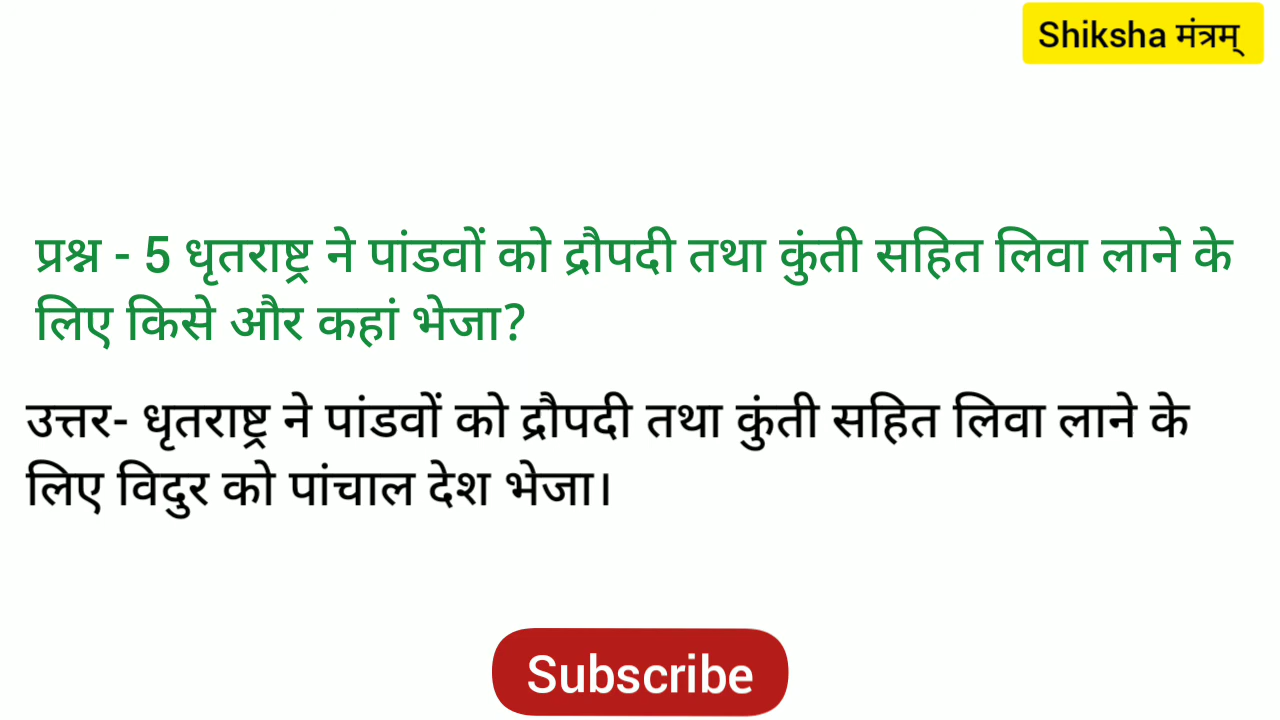 Shiksha मंत्रम्
प्रश्न - 5 धृतराष्ट्र ने पांडवों को द्रौपदी तथा कुंती सहित लिवा लाने के
लिए किसे और कहां भेजा?
उत्तर- धृतराष्ट्र ने पांडवों को द्रौपदी तथा कुंती सहित लिवा लाने के
लिए विदुर को पांचाल देश भेजा।
Subscribe